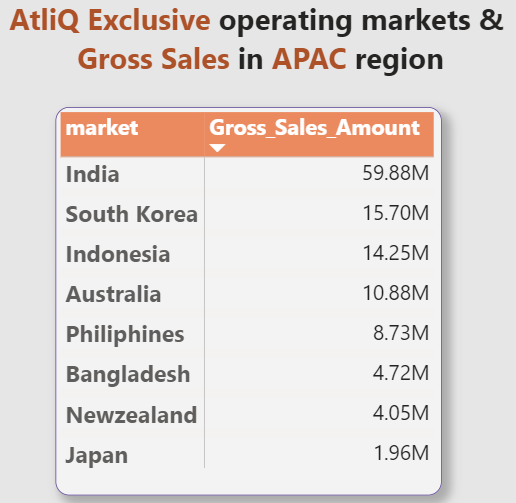 AtliQ Exclusive operating markets &
Gross Sales in APAC region
market Gross_Sales_Amount
India 59.88M
South Korea 15.70M
Indonesia 14.25M
Australia 10.88M
Philiphines 8.73M
Bangladesh 4.72M
Newzealand 4.05M
Japan 1.96M